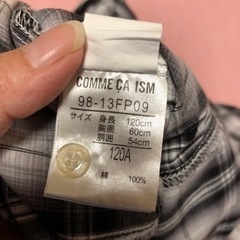 COMME ÇA ISM
98-13FP09
サイズ 身長 120cm
胸囲 60cm
胴囲 54cm
120A
綿 100%